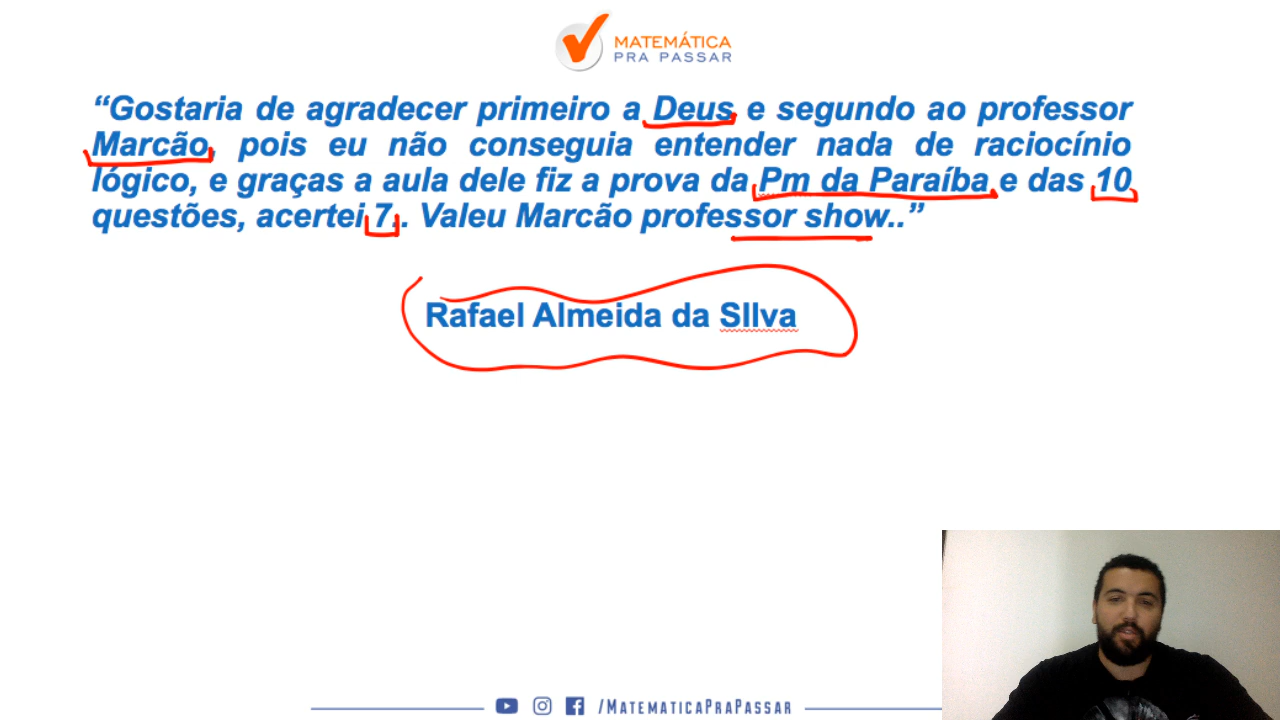 MATEMÁTICA
PRA PASSAR
“Gostaria de agradecer primeiro a Deus e segundo ao professor
Marcão, pois eu não conseguia entender nada de raciocínio
lógico, e graças a aula dele fiz a prova da Pm da Paraíba e das 10
questões, acertei 7.. Valeu Marcão professor show..”
Rafael Almeida da SIlva
/MatematicaPraPassar